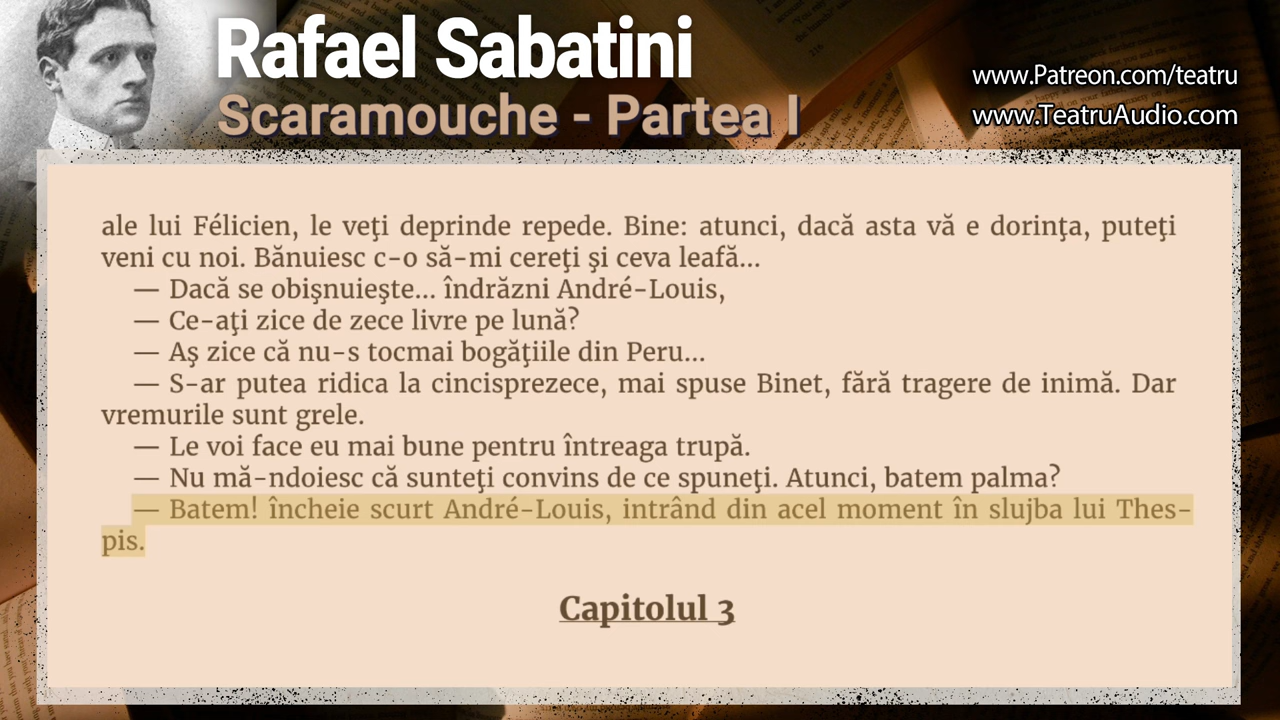 Rafael Sabatini
Scaramouche - Partea I
www.Patreon.com/teatru
www.TeatruAudio.com
ale lui Félicien, le veţi deprinde repede. Bine: atunci, dacă asta vă e dorinţa, puteţi
veni cu noi. Bănuiesc c-o să-mi cereţi şi ceva leafă...
— Dacă se obişnuieşte... îndrăzni André-Louis,
— Ce-aţi zice de zece livre pe lună?
— Aş zice că nu-s tocmai bogăţiile din Peru...
— S-ar putea ridica la cincisprezece, mai spuse Binet, fără tragere de inimă. Dar
vremurile sunt grele.
— Le voi face eu mai bune pentru întreaga trupă.
— Nu mă-ndoiesc că sunteţi convins de ce spuneţi. Atunci, batem palma?
— Batem! încheie scurt André-Louis, intrând din acel moment în slujba lui Thes-
pis.
Capitolul 3